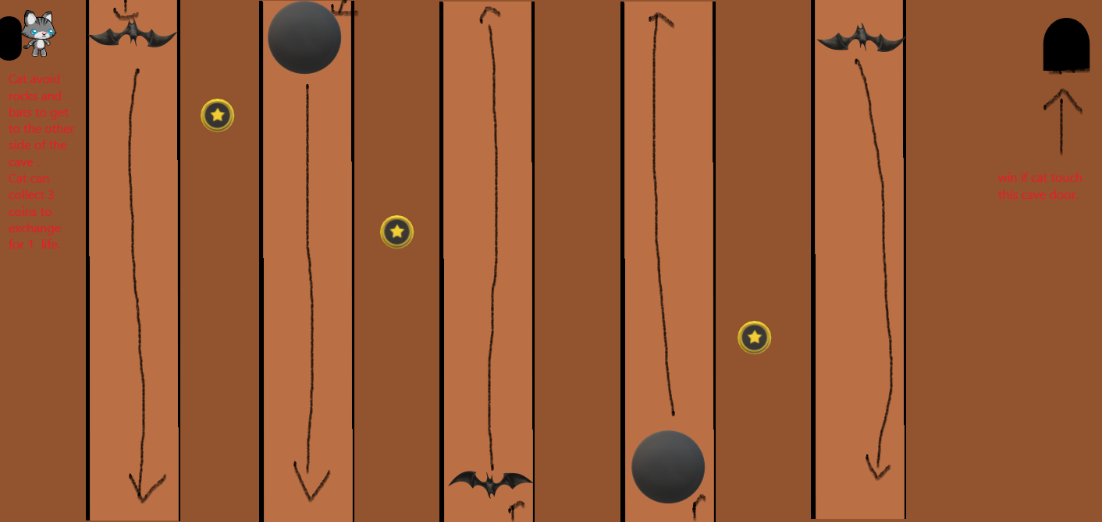 Cat avoid
rocks and
bats to get
to the other
side of the
cave.
Cat can
collect 3
coins to
exchange
for 1 life.
win if cat touch
this cave door.